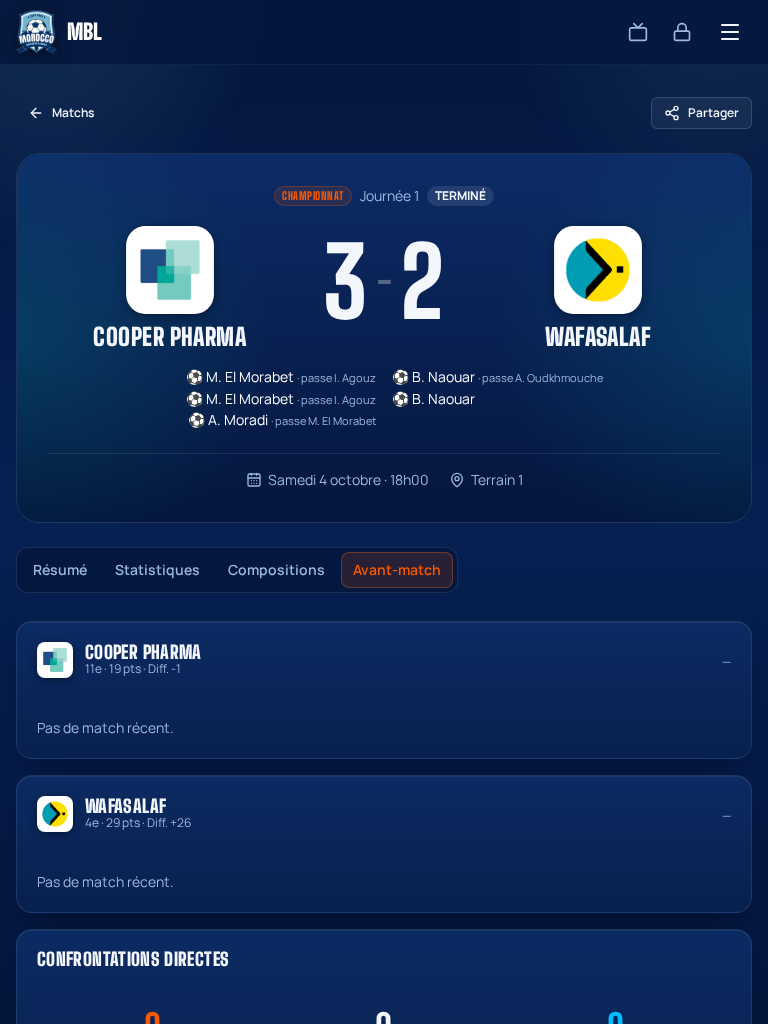 MOROCCO
MBL
Matchs
Partager
CHAMPIONNAT Journée 1 TERMINÉ
3 - 2
COOPER PHARMA
WAFASALAF
M. El Morabet · passe I. Agouz
M. El Morabet · passe I. Agouz
A. Moradi · passe M. El Morabet
B. Naouar · passe A. Oudkhmouche
B. Naouar
Samedi 4 octobre · 18h00
Terrain 1
Résumé Statistiques Compositions Avant-match
COOPER PHARMA
11e · 19 pts · Diff. -1
—
Pas de match récent.
WAFASALAF
4e · 29 pts · Diff. +26
—
Pas de match récent.
CONFRONTATIONS DIRECTES
0 0 0